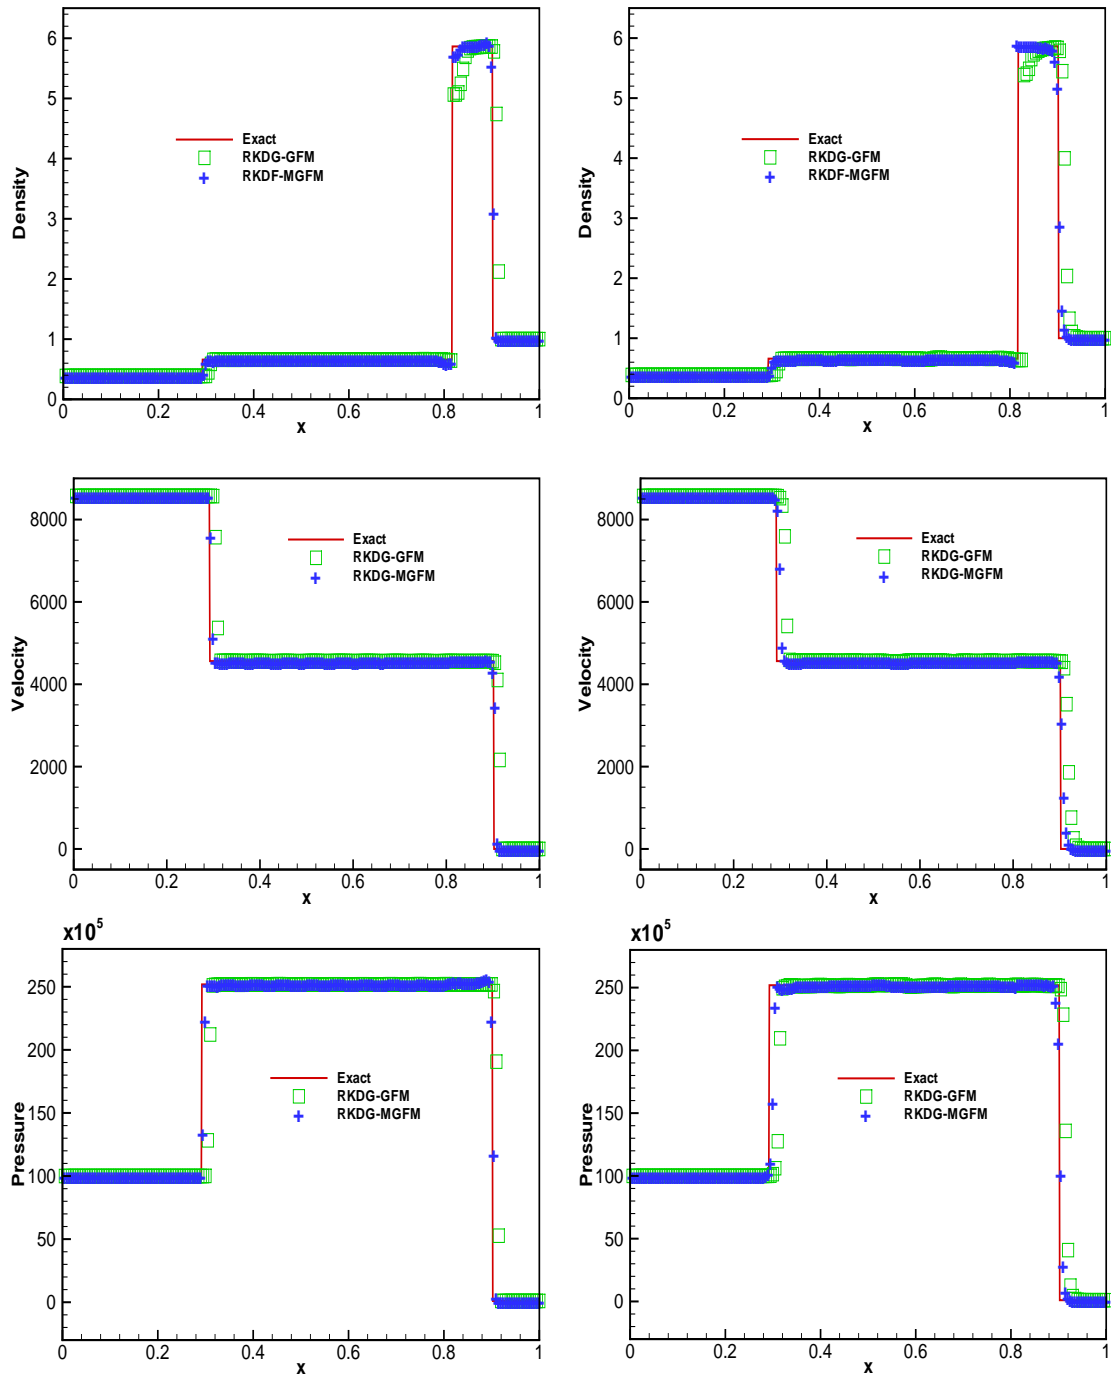 6
5
4
3
2
1
0
Density
Exact
RKDG-GFM
RKDF-MGFM
0 0.2 0.4 0.6 0.8 1
x
6
5
4
3
2
1
0
Density
Exact
RKDG-GFM
RKDF-MGFM
0 0.2 0.4 0.6 0.8 1
x
8000
6000
4000
2000
0
Velocity
Exact
RKDG-GFM
RKDG-MGFM
0 0.2 0.4 0.6 0.8 1
x
8000
6000
4000
2000
0
Velocity
Exact
RKDG-GFM
RKDG-MGFM
0 0.2 0.4 0.6 0.8 1
x
x10⁵
250
200
150
100
50
0
Pressure
Exact
RKDG-GFM
RKDG-MGFM
0 0.2 0.4 0.6 0.8 1
x
x10⁵
250
200
150
100
50
0
Pressure
Exact
RKDG-GFM
RKDG-MGFM
0 0.2 0.4 0.6 0.8 1
x